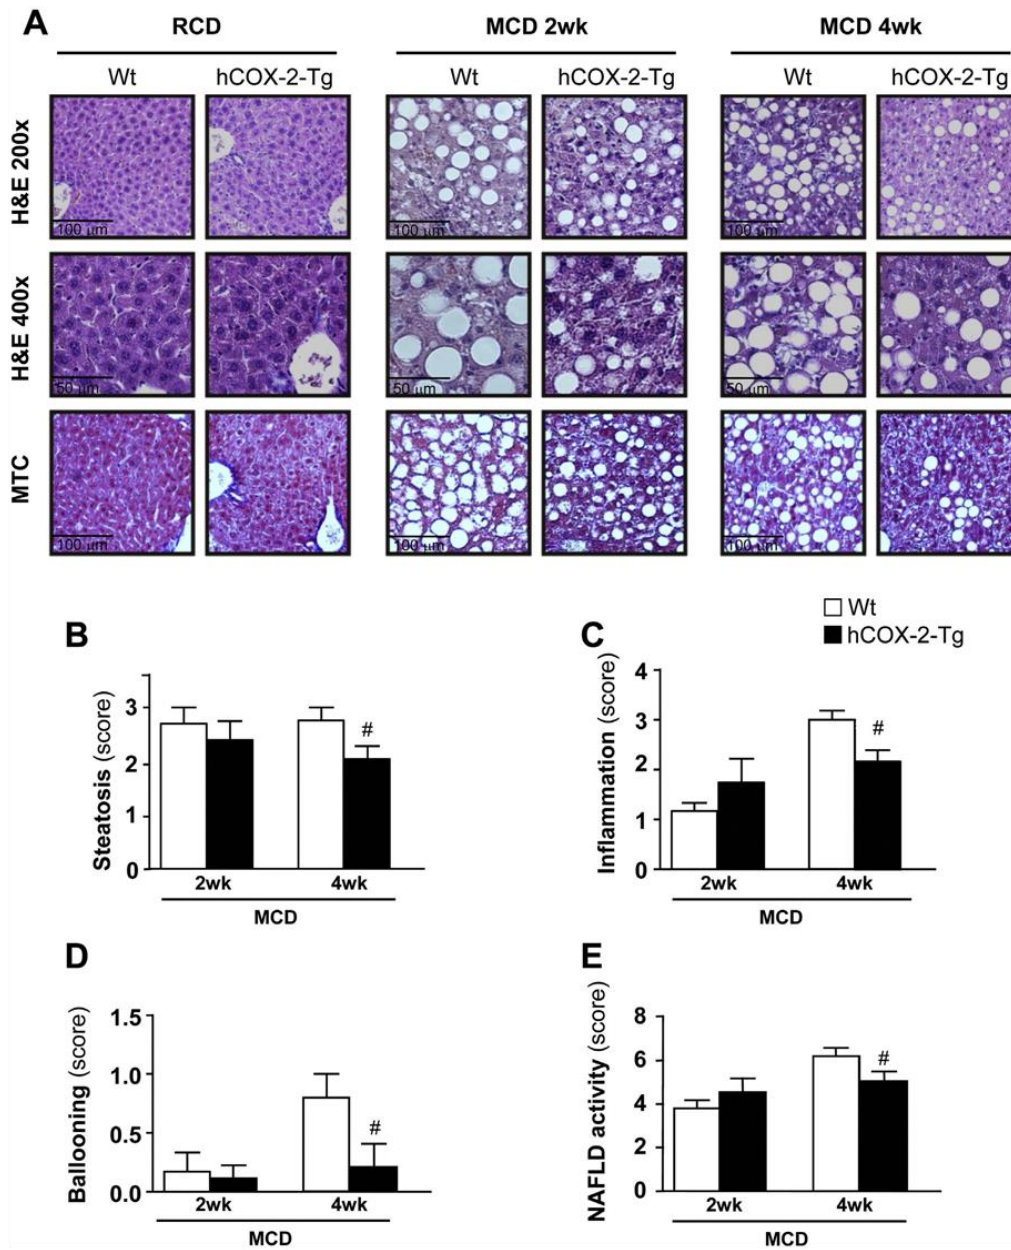 A
RCD MCD 2wk MCD 4wk
Wt hCOX-2-Tg Wt hCOX-2-Tg Wt hCOX-2-Tg
H&E 200x
100 µm 100 µm 100 µm
H&E 400x
50 µm 50 µm 50 µm
MTC
100 µm 100 µm 100 µm
Wt
hCOX-2-Tg
B
Steatosis (score)
3
2
1
0
2wk 4wk
MCD
C
Inflammation (score)
4
3
2
1
0
#
#
2wk 4wk
MCD
D
Ballooning (score)
1.5
1.0
0.5
0.0
#
2wk 4wk
MCD
E
NAFLD activity (score)
8
6
4
2
0
#
2wk 4wk
MCD